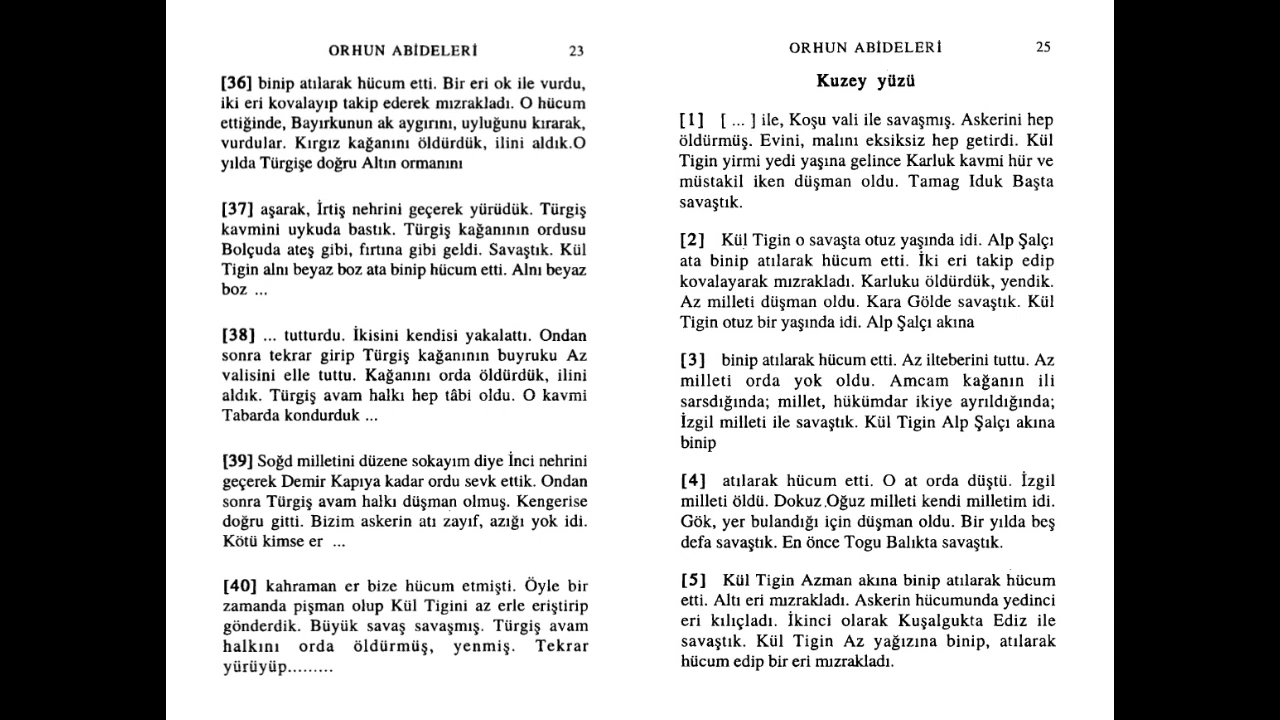 ORHUN ABİDELERİ 23
[36] binip atılarak hücum etti. Bir eri ok ile vurdu,
iki eri kovalayıp takip ederek mızrakladı. O hücum
ettiğinde, Bayırkunun ak aygırını, uyluğunu kırarak,
vurdular. Kırgız kağanını öldürdük, ilini aldık.O
yılda Türgişe doğru Altın ormanını
[37] aşarak, İrtiş nehrini geçerek yürüdük. Türgiş
kavmini uykuda bastık. Türgiş kağanının ordusu
Bolçuda ateş gibi, fırtına gibi geldi. Savaştık. Kül
Tigin alnı beyaz boz ata binip hücum etti. Alnı beyaz
boz ...
[38] ... tutturdu. İkisini kendisi yakalattı. Ondan
sonra tekrar girip Türgiş kağanının buyruku Az
valisini elle tuttu. Kağanını orda öldürdük, ilini
aldık. Türgiş avam halkı hep tâbi oldu. O kavmi
Tabarda kondurduk ...
[39] Soğd milletini düzene sokayım diye İnci nehrini
geçerek Demir Kapıya kadar ordu sevk ettik. Ondan
sonra Türgiş avam halkı düşman olmuş. Kengerise
doğru gitti. Bizim askerin atı zayıf, azığı yok idi.
Kötü kimse er ...
[40] kahraman er bize hücum etmişti. Öyle bir
zamanda pişman olup Kül Tigini az erle eriştirip
gönderdik. Büyük savaş savaşmış. Türgiş avam
halkını orda öldürmüş, yenmiş. Tekrar
yürüyüp.........
ORHUN ABİDELERİ 25
Kuzey yüzü
[1] [ ... ] ile, Koşu vali ile savaşmış. Askerini hep
öldürmüş. Evini, malını eksiksiz hep getirdi. Kül
Tigin yirmi yedi yaşına gelince Karluk kavmi hür ve
müstakil iken düşman oldu. Tamag Iduk Başta
savaştık.
[2] Kül Tigin o savaşta otuz yaşında idi. Alp Şalçı
ata binip atılarak hücum etti. İki eri takip edip
kovalayarak mızrakladı. Karluku öldürdük, yendik.
Az milleti düşman oldu. Kara Gölde savaştık. Kül
Tigin otuz bir yaşında idi. Alp Şalçı akına
[3] binip atılarak hücum etti. Az ilteberini tuttu. Az
milleti orda yok oldu. Amcam kağanın ili
sarsdığında; millet, hükümdar ikiye ayrıldığında;
İzgil milleti ile savaştık. Kül Tigin Alp Şalçı akına
binip
[4] atılarak hücum etti. O at orda düştü. İzgil
milleti öldü. Dokuz Oğuz milleti kendi milletim idi.
Gök, yer bulandığı için düşman oldu. Bir yılda beş
defa savaştık. En önce Togu Balıkta savaştık.
[5] Kül Tigin Azman akına binip atılarak hücum
etti. Altı eri mızrakladı. Askerin hücumunda yedinci
eri kılıçladı. İkinci olarak Kuşalgukta Ediz ile
savaştık. Kül Tigin Az yağızına binip, atılarak
hücum edip bir eri mızrakladı.